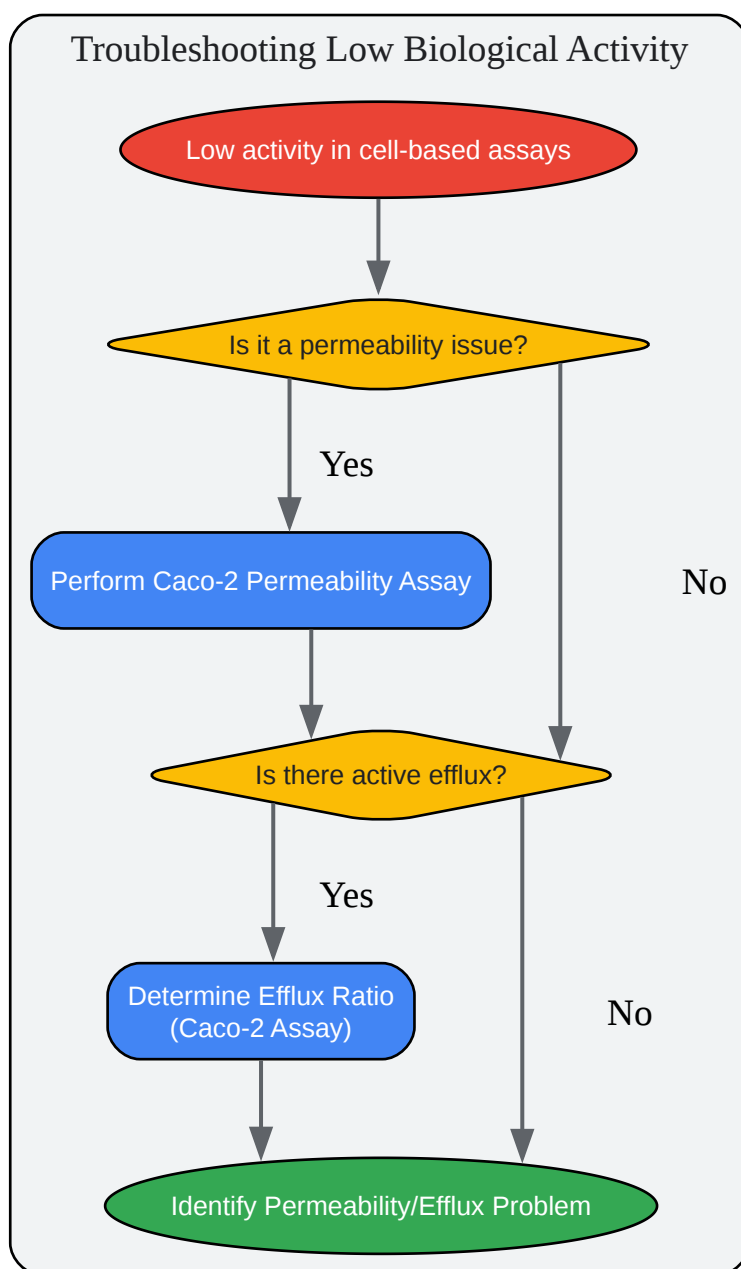 Troubleshooting Low Biological Activity
Low activity in cell-based assays
Is it a permeability issue?
Yes
Perform Caco-2 Permeability Assay
No
Is there active efflux?
Yes
Determine Efflux Ratio
(Caco-2 Assay)
No
Identify Permeability/Efflux Problem